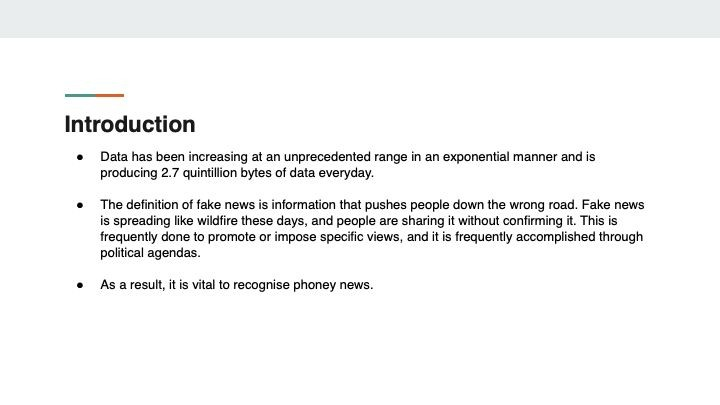 Introduction
● Data has been increasing at an unprecedented range in an exponential manner and is
producing 2.7 quintillion bytes of data everyday.
● The definition of fake news is information that pushes people down the wrong road. Fake news
is spreading like wildfire these days, and people are sharing it without confirming it. This is
frequently done to promote or impose specific views, and it is frequently accomplished through
political agendas.
● As a result, it is vital to recognise phoney news.